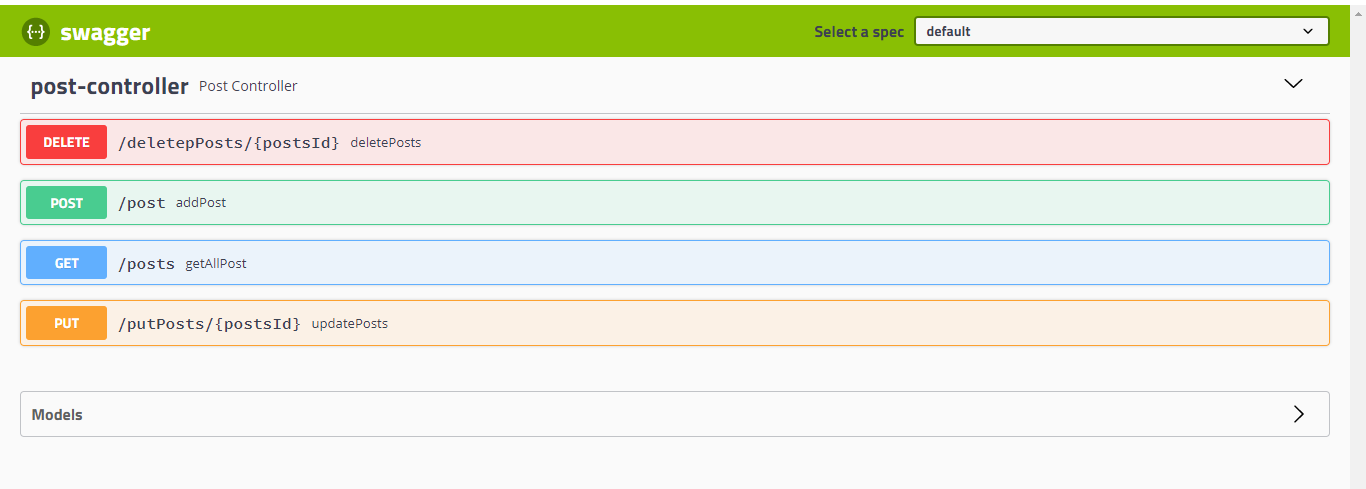 {··} swagger Select a spec default
post-controller Post Controller
DELETE /deletepPosts/{postsId} deletePosts
POST /post addPost
GET /posts getAllPost
PUT /putPosts/{postsId} updatePosts
Models